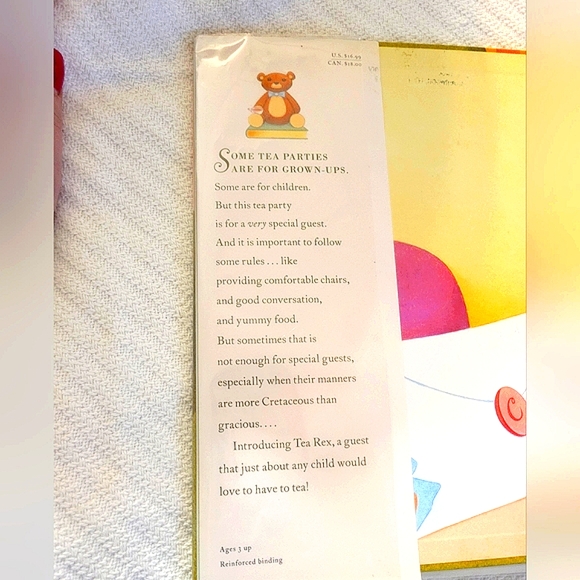 U.S. $16.99
CAN. $18.00
SOME TEA PARTIES
ARE FOR GROWN-UPS.
Some are for children.
But this tea party
is for a very special guest.
And it is important to follow
some rules . . . like
providing comfortable chairs,
and good conversation,
and yummy food.
But sometimes that is
not enough for special guests,
especially when their manners
are more Cretaceous than
gracious. . . .
Introducing Tea Rex, a guest
that just about any child would
love to have to tea!
Ages 3 up
Reinforced binding
C